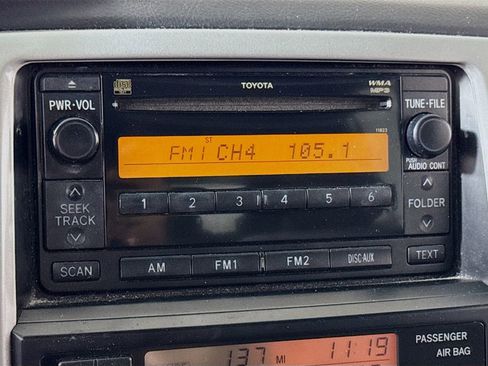 TOYOTA
WMA
MP3
PWR•VOL
TUNE•FILE
11823
ST
FM1 CH4 105.1
PUSH
AUDIO CONT
SEEK
TRACK
1 2 3 4 5 6
FOLDER
SCAN
AM FM1 FM2 DISC•AUX
TEXT
137 MI 11:19
PASSENGER
AIR BAG